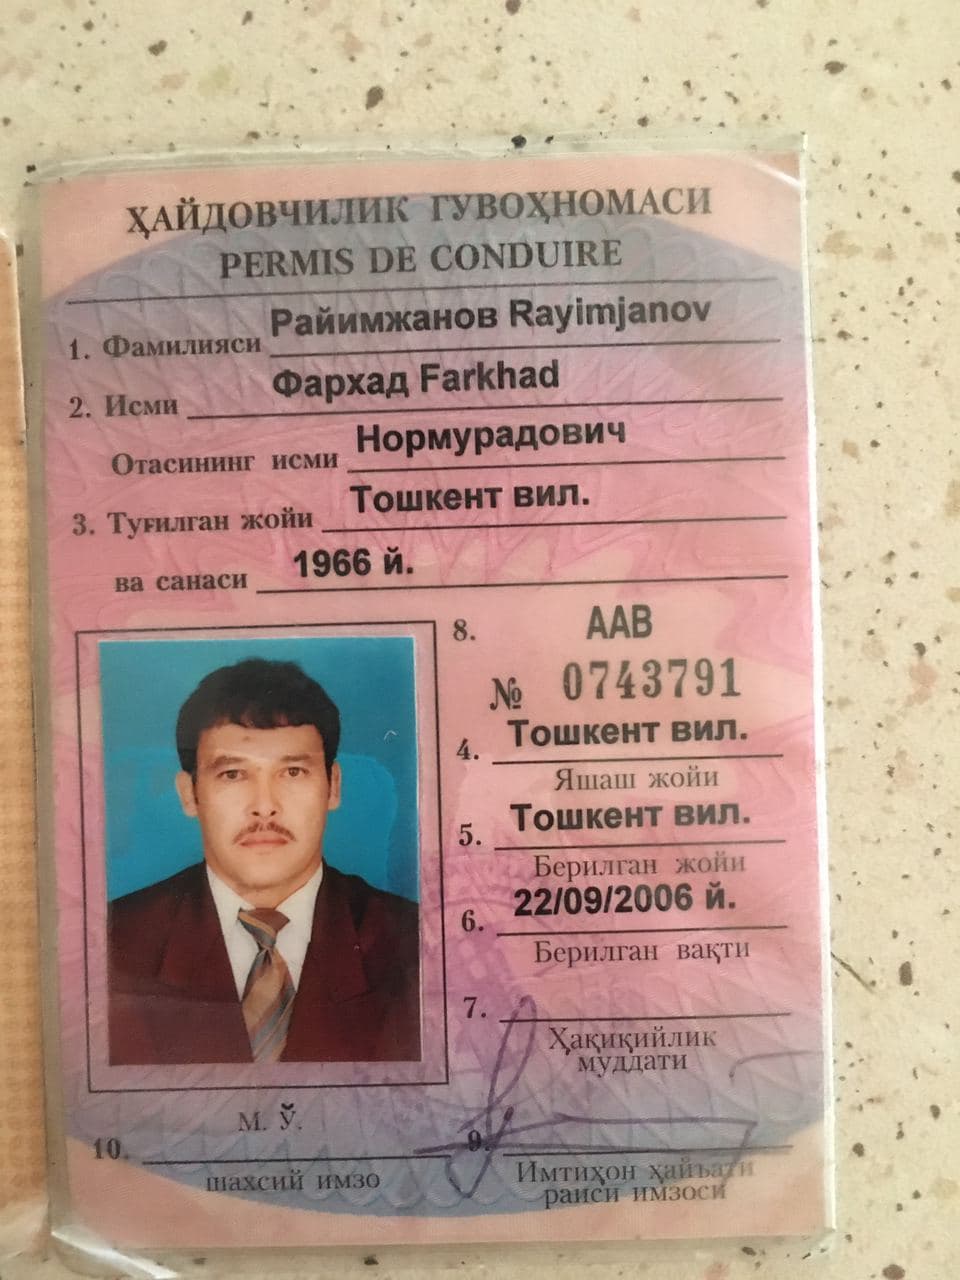 ҲАЙДОВЧИЛИК ГУВОҲНОМАСИ
PERMIS DE CONDUIRE
1. Фамилияси Райимжанов Rayimjanov
2. Исми Фархад Farkhad
Отасининг исми Нормурадович
3. Туғилган жойи Тошкент вил.
ва санаси 1966 й.
8. ААВ
№ 0743791
4. Тошкент вил.
Яшаш жойи
5. Тошкент вил.
Берилган жойи
6. 22/09/2006 й.
Берилган вақти
7.
Ҳақиқийлик
муддати
М. Ў.
10.
шахсий имзо
9.
Имтиҳон ҳайъати
раиси имзоси